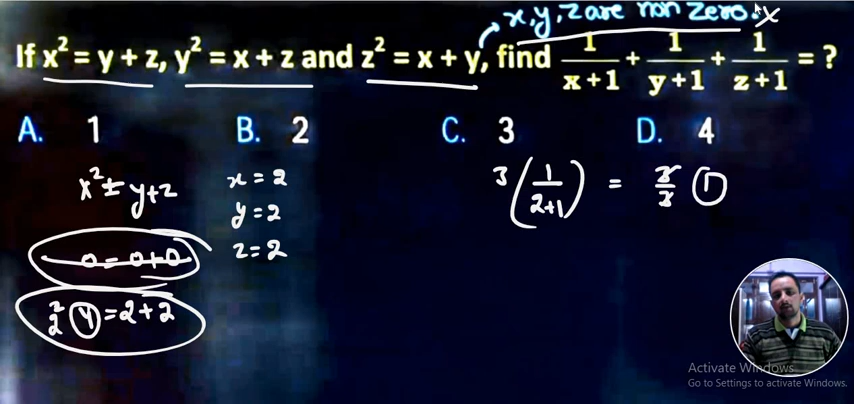 x, y, z are non zero. x
If x² = y + z, y² = x + z and z² = x + y, find 1/(x+1) + 1/(y+1) + 1/(z+1) = ?
A. 1 B. 2 C. 3 D. 4
x² = y+z
x = 2
y = 2
z = 2
0 = 0+0
2² 4 = 2+2
3 (1/(2+1)) = 3/3 1
Activate Windows
Go to Settings to activate Windows.